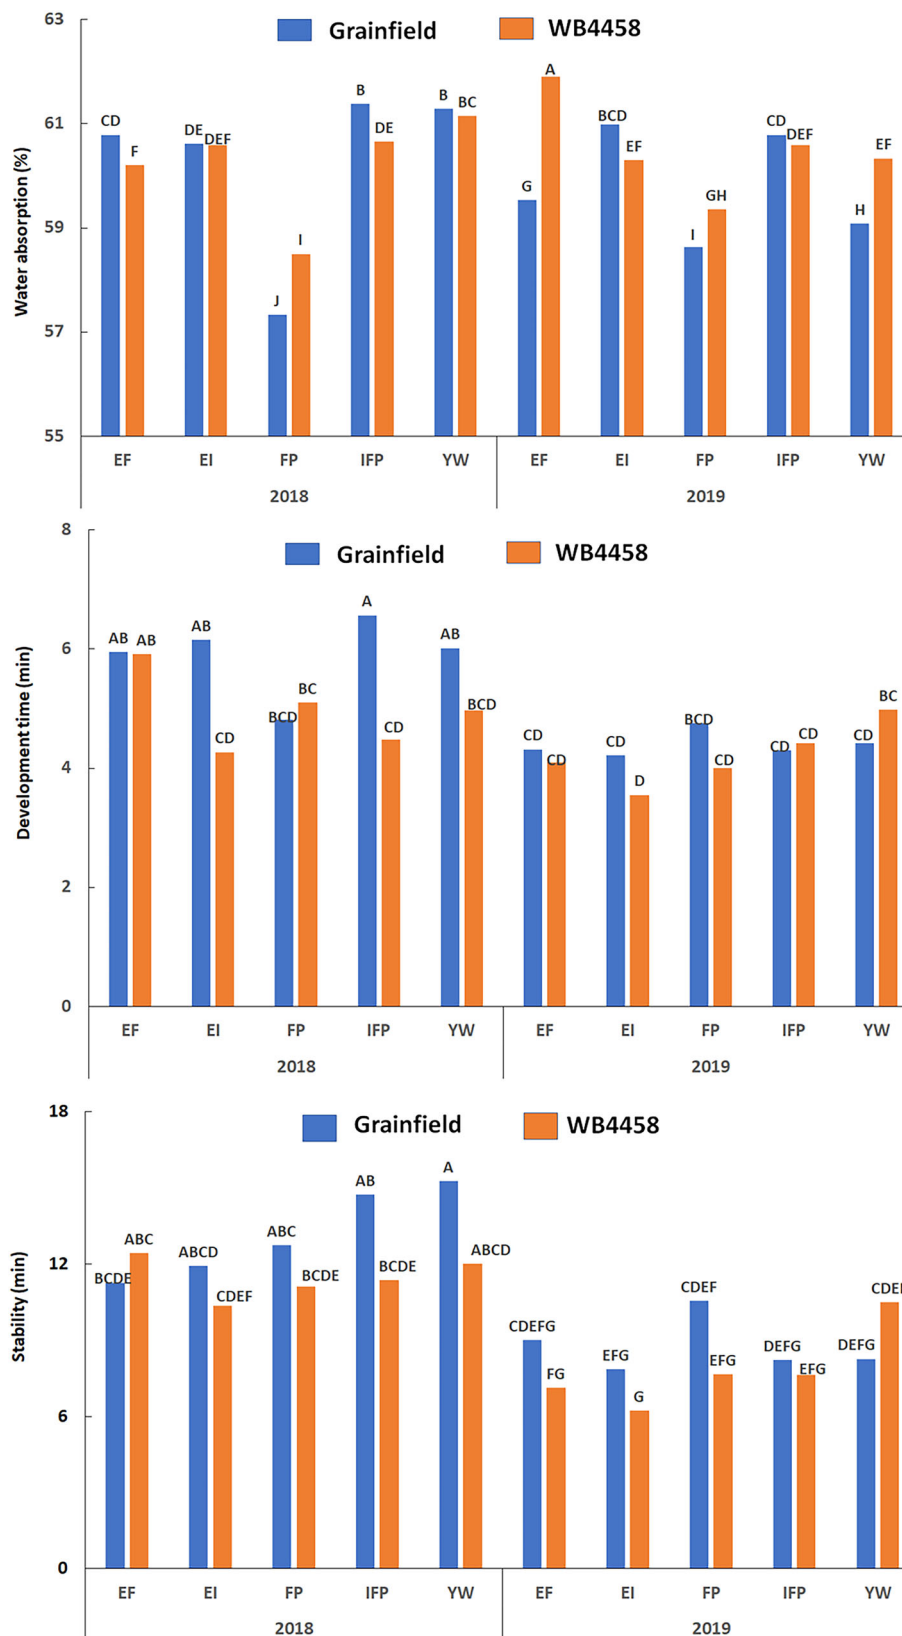 63
Grainfield
WB4458
A
B
B
BC
CD
DE
DEF
DE
BCD
CD
DEF
F
EF
EF
61
G
GH
H
I
I
59
J
57
55
Water absorption (%)
EF EI FP IFP YW EF EI FP IFP YW
2018 2019
8
Grainfield
WB4458
A
AB AB AB AB
6
BCD BC BCD BCD BC
CD CD CD CD CD CD CD CD CD
D
4
2
0
Development time (min)
EF EI FP IFP YW EF EI FP IFP YW
2018 2019
18
Grainfield
WB4458
AB A
ABC ABCD ABC ABCD
12
BCDE CDEF BCDE BCDE CDEF
CDEFG EFG DEFG DEFG
FG G EFG EFG
6
0
Stability (min)
EF EI FP IFP YW EF EI FP IFP YW
2018 2019